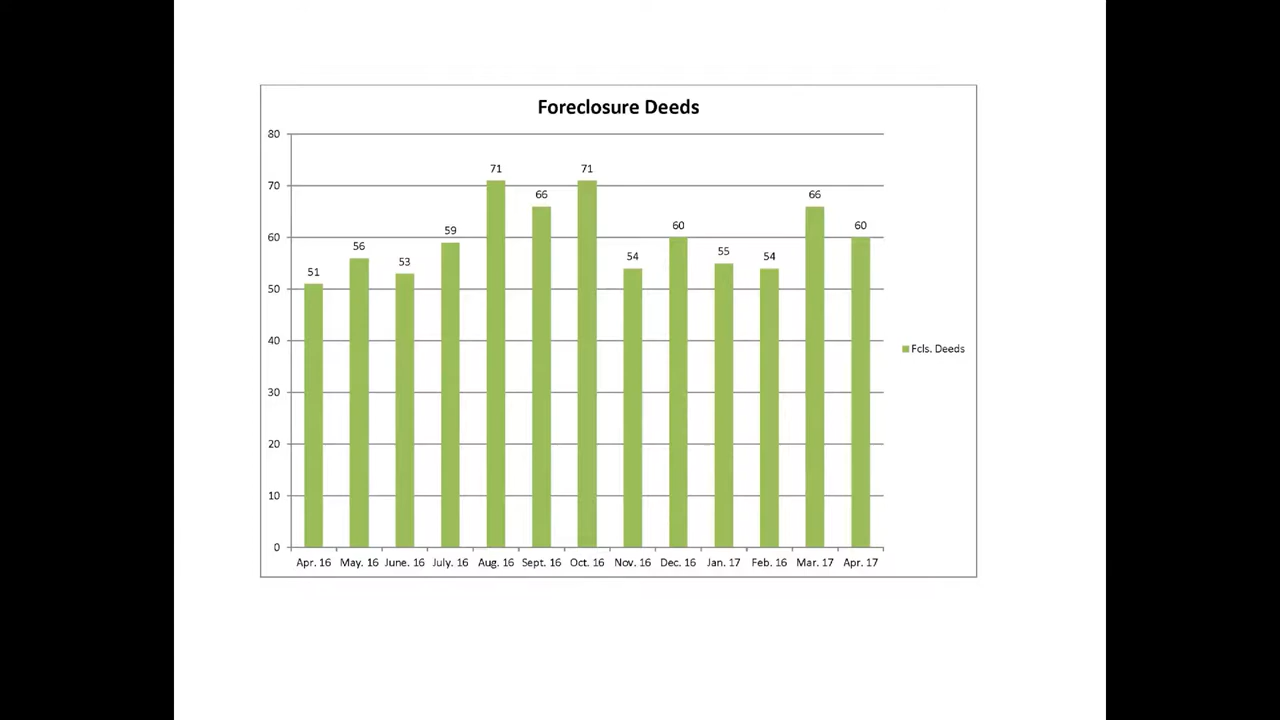 Foreclosure Deeds
80
70
60
50
40
30
20
10
0
51
56
53
59
71
66
71
54
60
55
54
66
60
Apr. 16
May. 16
June. 16
July. 16
Aug. 16
Sept. 16
Oct. 16
Nov. 16
Dec. 16
Jan. 17
Feb. 16
Mar. 17
Apr. 17
Fcls. Deeds